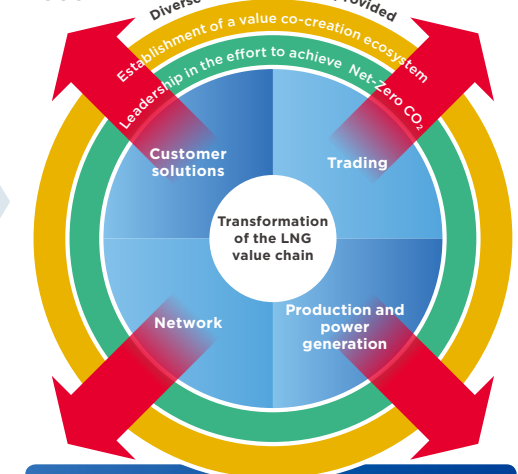 Diverse
provided
Establishment of a value co-creation ecosystem
Leadership in the effort to achieve Net-Zero CO₂
Customer
solutions
Trading
Transformation
of the LNG
value chain
Network
Production and
power
generation